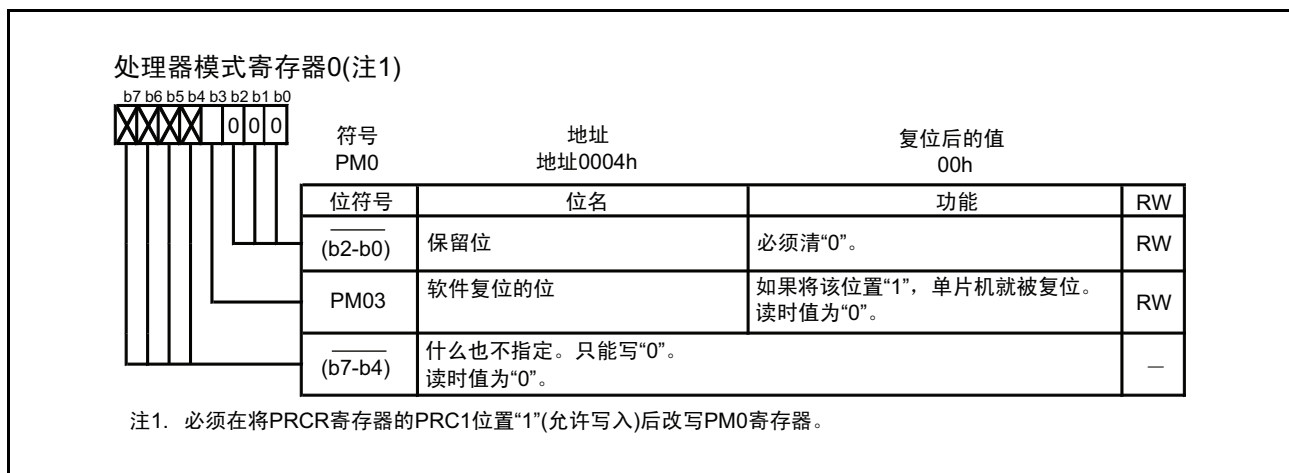 处理器模式寄存器0(注1)
b7 b6 b5 b4 b3 b2 b1 b0
0 0 0
符号 地址 复位后的值
PM0 地址0004h 00h
位符号 位名 功能 RW
(b2-b0) 保留位 必须清“0”。 RW
PM03 软件复位的位 如果将该位置“1”，单片机就被复位。 RW
读时值为“0”。
(b7-b4) 什么也不指定。只能写“0”。 —
读时值为“0”。
注1. 必须在将PRCR寄存器的PRC1位置“1”(允许写入)后改写PM0寄存器。